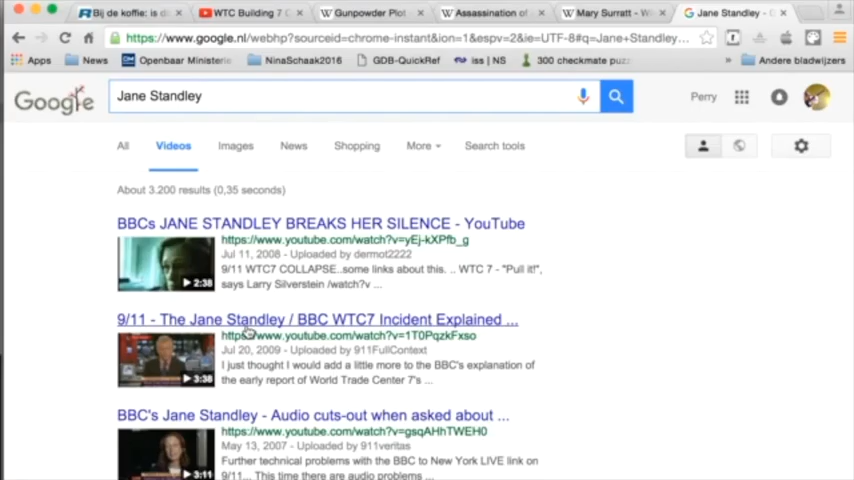 Bij de koffie: is di
WTC Building 7 C
Gunpowder Plot
Assassination of
Mary Surratt - Wi
Jane Standley - G
https://www.google.nl/webhp?sourceid=chrome-instant&ion=1&espv=2&ie=UTF-8#q=Jane+Standley...
Apps News Openbaar Ministerie NinaSchaak2016 GDB-QuickRef iss | NS 300 checkmate puzz » Andere bladwijzers
Google Jane Standley Perry
All Videos Images News Shopping More Search tools
About 3.200 results (0,35 seconds)
BBCs JANE STANDLEY BREAKS HER SILENCE - YouTube
https://www.youtube.com/watch?v=yEj-kXPfb_g
Jul 11, 2008 - Uploaded by dermot2222
9/11 WTC7 COLLAPSE..some links about this. .. WTC 7 - "Pull it!",
says Larry Silverstein /watch?v ...
2:38
9/11 - The Jane Standley / BBC WTC7 Incident Explained ...
https://www.youtube.com/watch?v=1T0PqzkFxso
Jul 20, 2009 - Uploaded by 911FullContext
I just thought I would add a little more to the BBC's explanation of
the early report of World Trade Center 7's ...
3:38
BBC's Jane Standley - Audio cuts-out when asked about ...
https://www.youtube.com/watch?v=gsqAHhTWEH0
May 13, 2007 - Uploaded by 911veritas
Further technical problems with the BBC to New York LIVE link on
9/11... This time there are audio problems ...
3:11